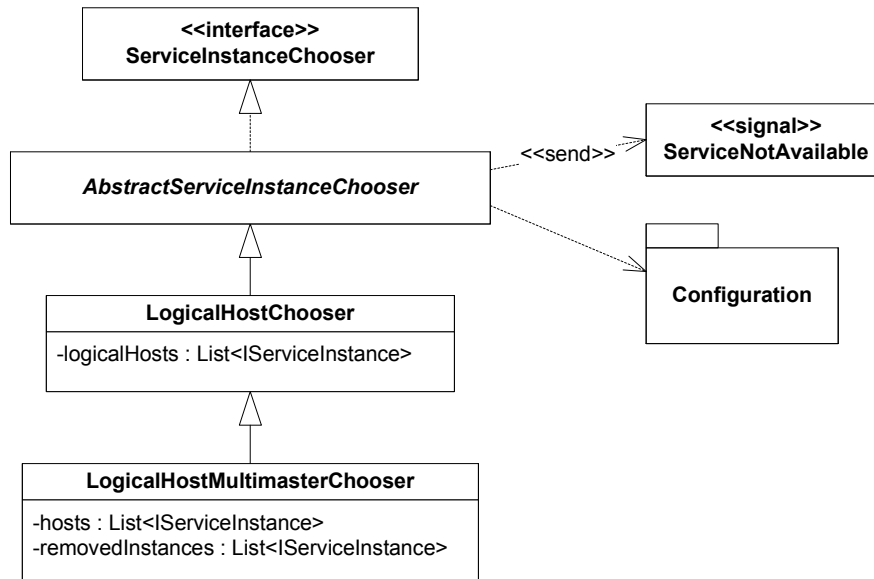 <<interface>>
ServiceInstanceChooser
AbstractServiceInstanceChooser
<<send>>
<<signal>>
ServiceNotAvailable
Configuration
LogicalHostChooser
-logicalHosts : List<IServiceInstance>
LogicalHostMultimasterChooser
-hosts : List<IServiceInstance>
-removedInstances : List<IServiceInstance>